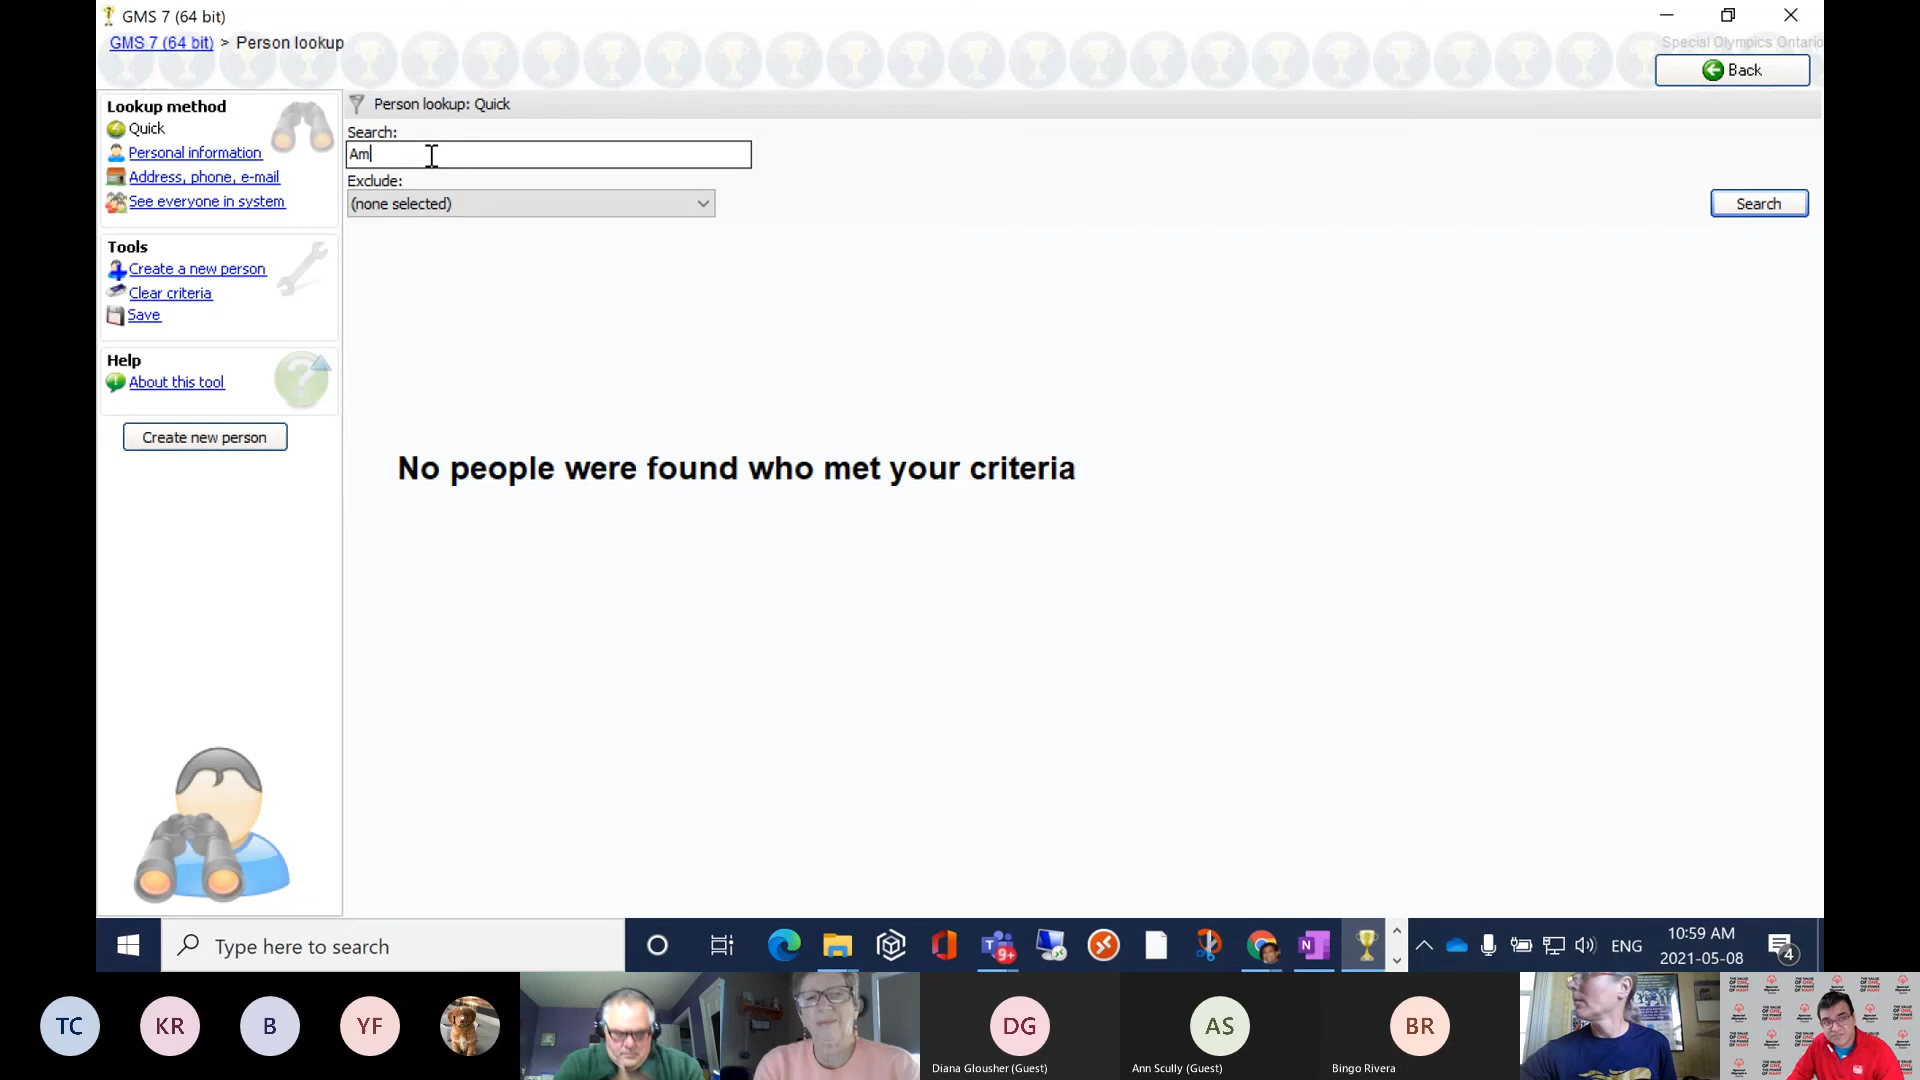 GMS 7 (64 bit)
GMS 7 (64 bit) > Person lookup
Special Olympics Ontario
Back
Lookup method
Quick
Personal information
Address, phone, e-mail
See everyone in system
Tools
Create a new person
Clear criteria
Save
Help
About this tool
Create new person
Person lookup: Quick
Search:
Am
Exclude:
(none selected)
Search
No people were found who met your criteria
Type here to search
9+
ENG
10:59 AM
2021-05-08
4
TC
KR
B
YF
DG
Diana Glousher (Guest)
AS
Ann Scully (Guest)
BR
Bingo Rivera